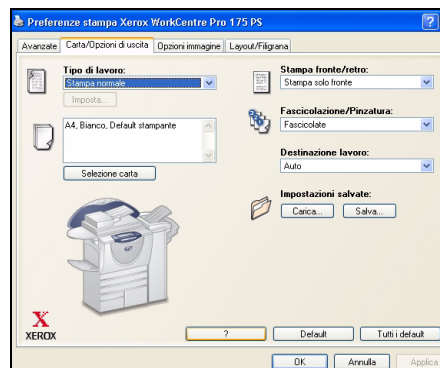 Preferenze stampa Xerox WorkCentre Pro 175 PS
?
Avanzate
Carta/Opzioni di uscita
Opzioni immagine
Layout/Filigrana
Tipo di lavoro:
Stampa normale
Imposta...
A4, Bianco, Default stampante
Selezione carta
Stampa fronte/retro:
Stampa solo fronte
Fascicolazione/Pinzatura:
Fascicolate
Destinazione lavoro:
Auto
Impostazioni salvate:
Carica...
Salva...
X
XEROX
?
Default
Tutti i default
OK
Annulla
Applica